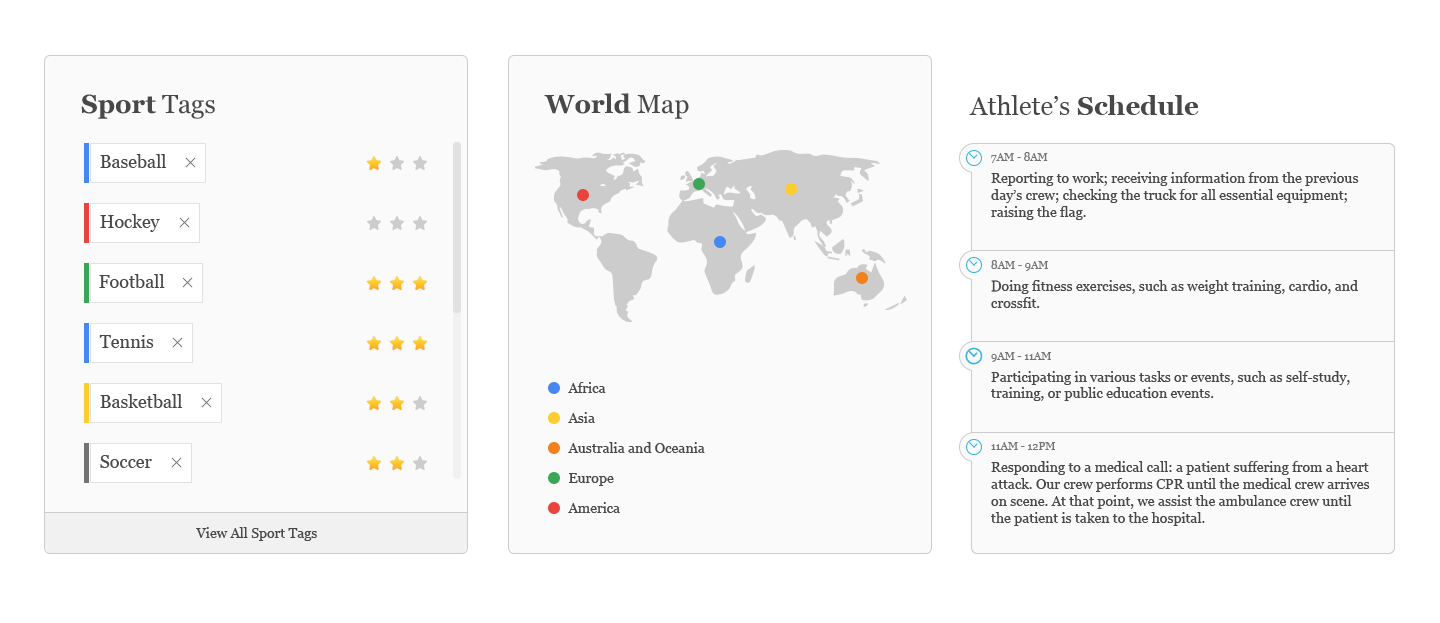 Sport Tags
Baseball
Hockey
Football
Tennis
Basketball
Soccer
View All Sport Tags
World Map
Africa
Asia
Australia and Oceania
Europe
America
Athlete’s Schedule
7AM - 8AM
Reporting to work; receiving information from the previous
day’s crew; checking the truck for all essential equipment;
raising the flag.
8AM - 9AM
Doing fitness exercises, such as weight training, cardio, and
crossfit.
9AM - 11AM
Participating in various tasks or events, such as self-study,
training, or public education events.
11AM - 12PM
Responding to a medical call: a patient suffering from a heart
attack. Our crew performs CPR until the medical crew arrives
on scene. At that point, we assist the ambulance crew until
the patient is taken to the hospital.